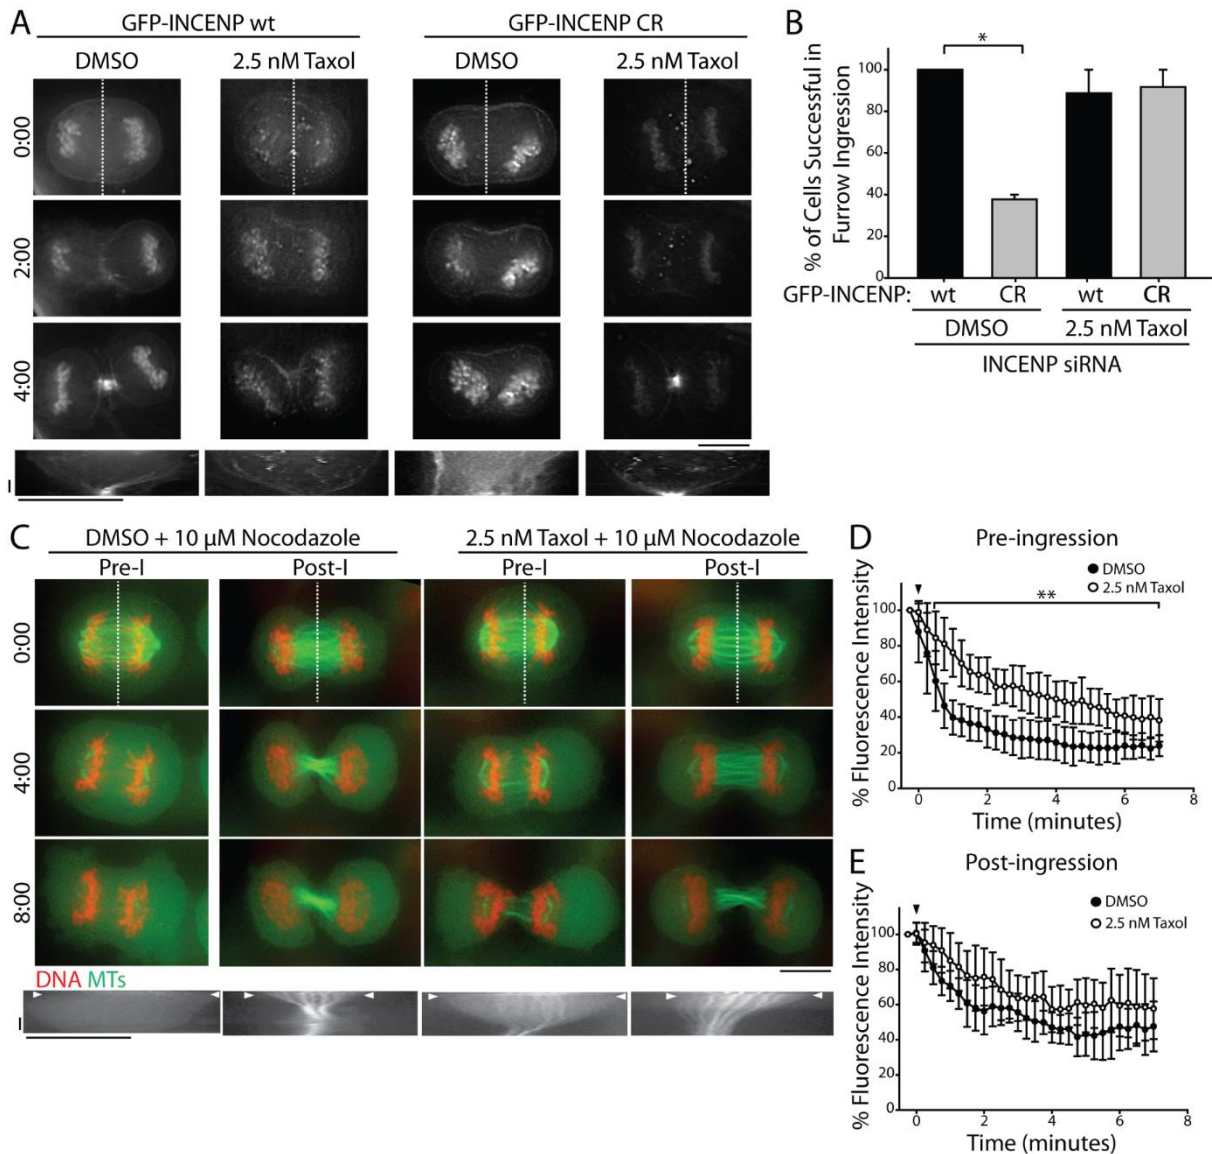 A
GFP-INCENP wt
GFP-INCENP CR
DMSO
2.5 nM Taxol
DMSO
2.5 nM Taxol
0:00
2:00
4:00
B
% of Cells Successful in
Furrow Ingression
100
80
60
40
20
0
*
GFP-INCENP:
wt
CR
wt
CR
DMSO
2.5 nM Taxol
INCENP siRNA
C
DMSO + 10 µM Nocodazole
2.5 nM Taxol + 10 µM Nocodazole
Pre-I
Post-I
Pre-I
Post-I
0:00
4:00
8:00
DNA MTs
D
Pre-ingression
DMSO
2.5 nM Taxol
**
% Fluorescence Intensity
100
80
60
40
20
0
0
2
4
6
8
Time (minutes)
E
Post-ingression
DMSO
2.5 nM Taxol
% Fluorescence Intensity
100
80
60
40
20
0
0
2
4
6
8
Time (minutes)